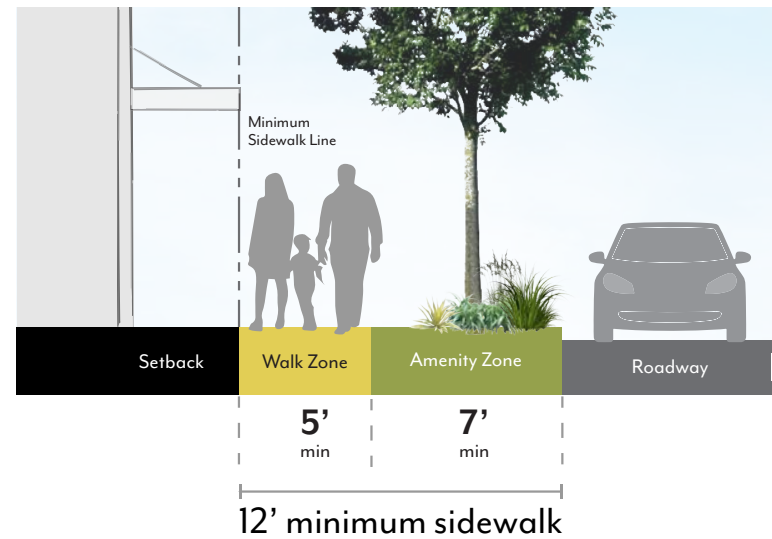 Minimum
Sidewalk Line
Setback
Walk Zone
Amenity Zone
Roadway
5’
min
7’
min
12’ minimum sidewalk